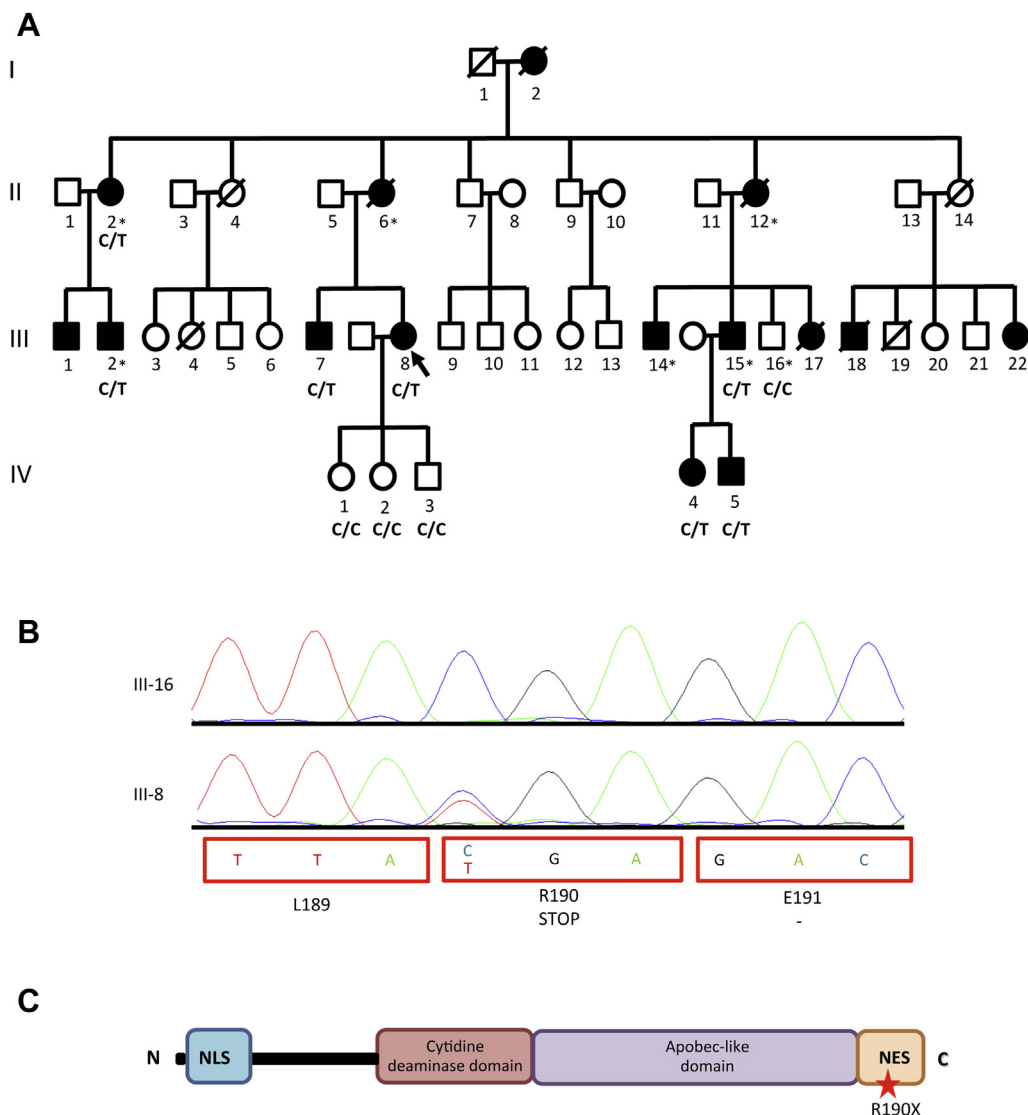 A
I
1 2
II
1 2* 3 4 5 6* 7 8 9 10 11 12* 13 14
C/T
III
1 2* 3 4 5 6 7 8 9 10 11 12 13 14* 15* 16* 17 18 19 20 21 22
C/T C/T C/T C/T C/C
IV
1 2 3 4 5
C/C C/C C/C C/T C/T
B
III-16
III-8
T T A C G A G A C
T
L189 R190 E191
STOP -
C
N NLS Cytidine deaminase domain Apobec-like domain NES C
R190X